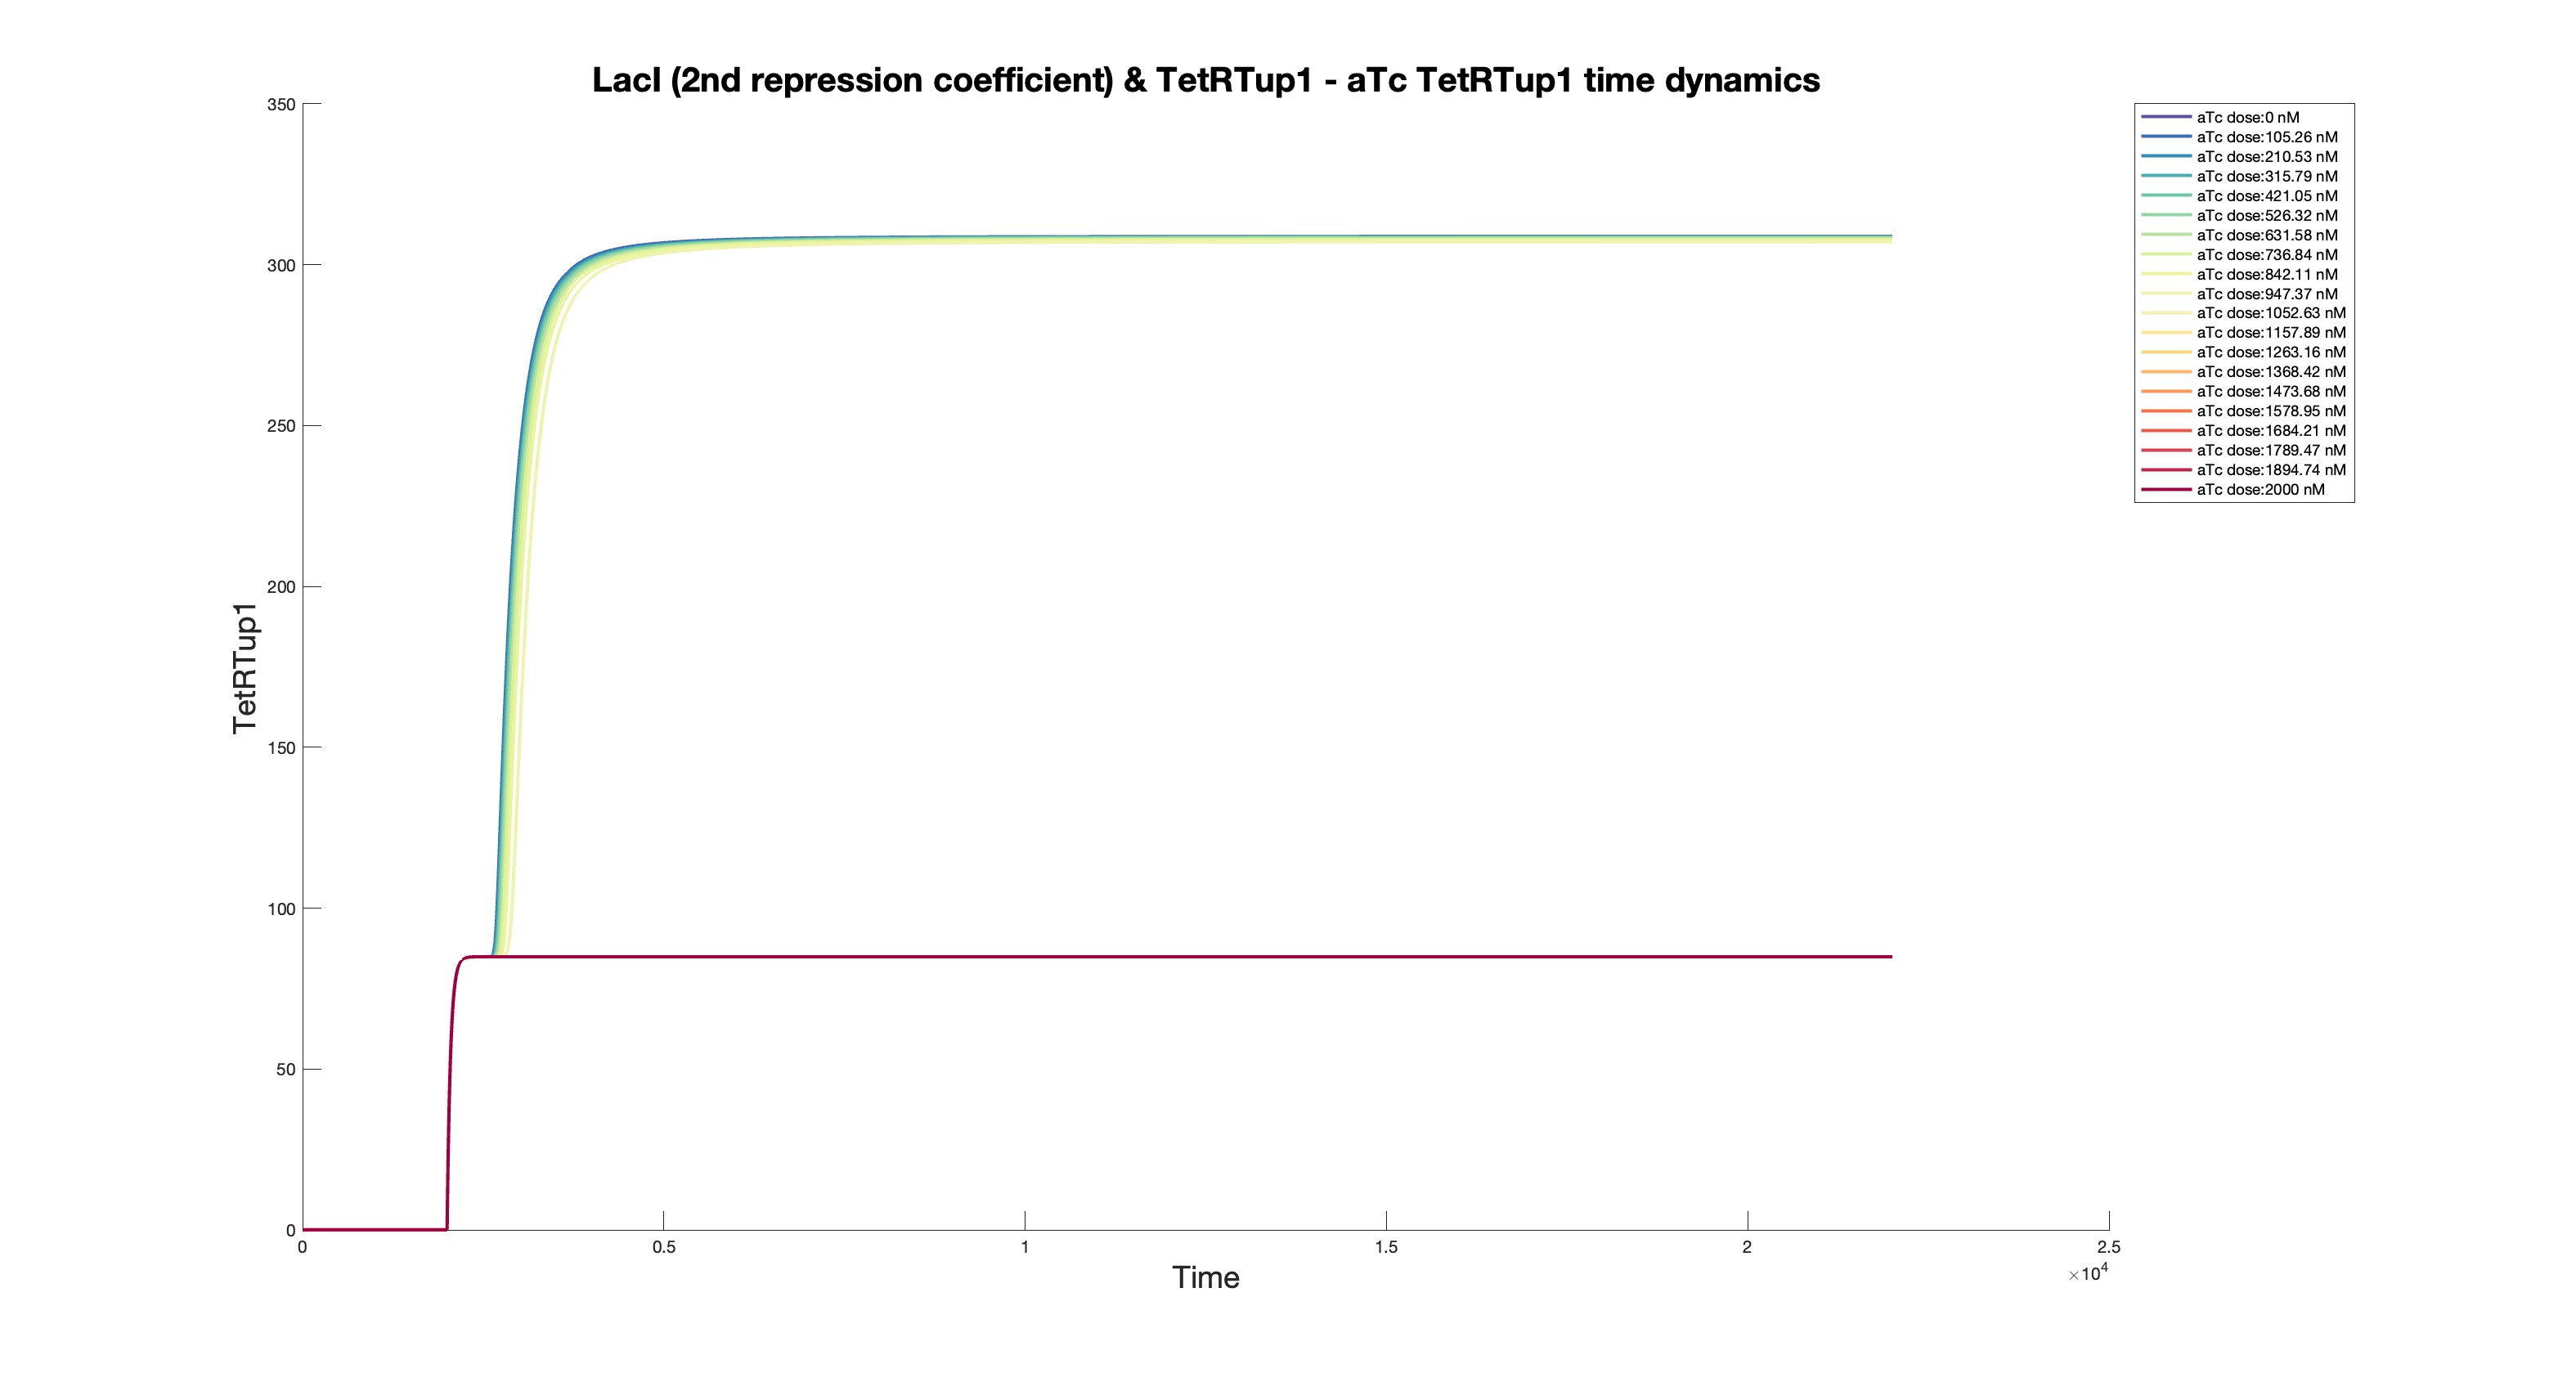 LacI (2nd repression coefficient) & TetRTup1 - aTc TetRTup1 time dynamics
350
300
250
200
150
100
50
0
TetRTup1
0 0.5 1 1.5 2 2.5
×10⁴
Time
aTc dose:0 nM
aTc dose:105.26 nM
aTc dose:210.53 nM
aTc dose:315.79 nM
aTc dose:421.05 nM
aTc dose:526.32 nM
aTc dose:631.58 nM
aTc dose:736.84 nM
aTc dose:842.11 nM
aTc dose:947.37 nM
aTc dose:1052.63 nM
aTc dose:1157.89 nM
aTc dose:1263.16 nM
aTc dose:1368.42 nM
aTc dose:1473.68 nM
aTc dose:1578.95 nM
aTc dose:1684.21 nM
aTc dose:1789.47 nM
aTc dose:1894.74 nM
aTc dose:2000 nM